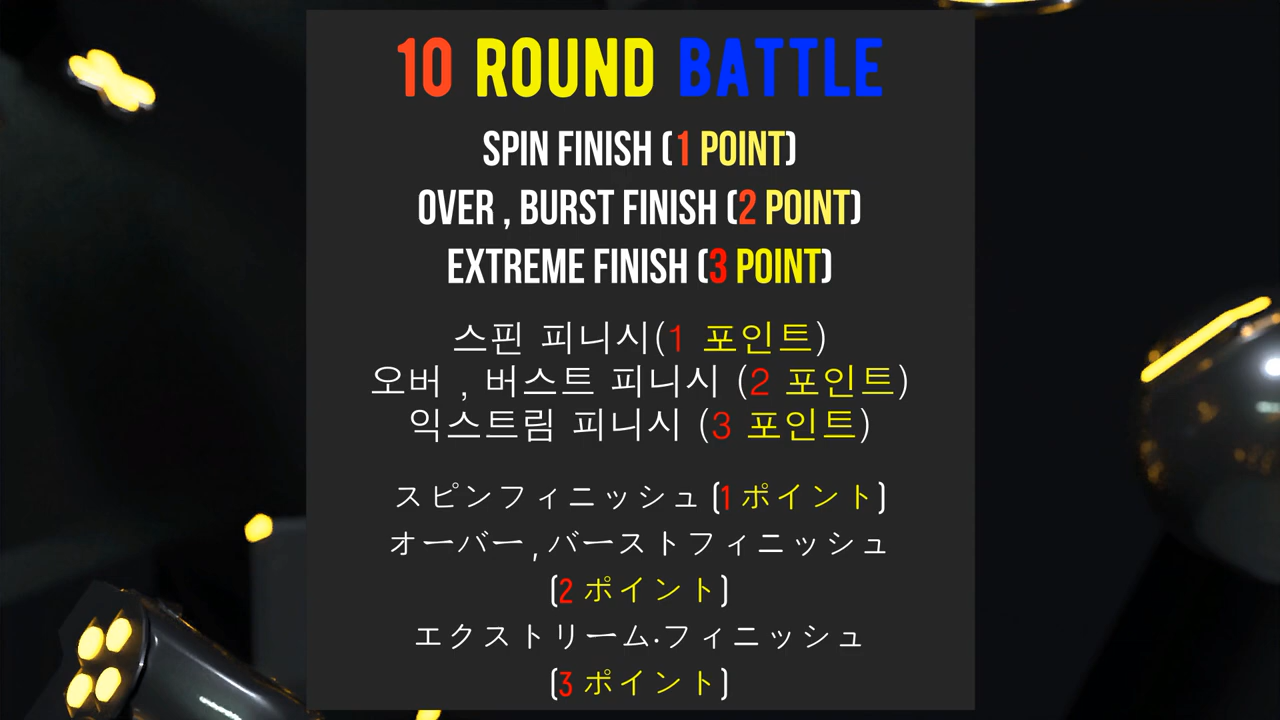 10 ROUND BATTLE
SPIN FINISH (1 POINT)
OVER , BURST FINISH (2 POINT)
EXTREME FINISH (3 POINT)
스핀 피니시(1 포인트)
오버 , 버스트 피니시 (2 포인트)
익스트림 피니시 (3 포인트)
スピンフィニッシュ (1 ポイント)
オーバー , バーストフィニッシュ
(2 ポイント)
エクストリーム·フィニッシュ
(3 ポイント)